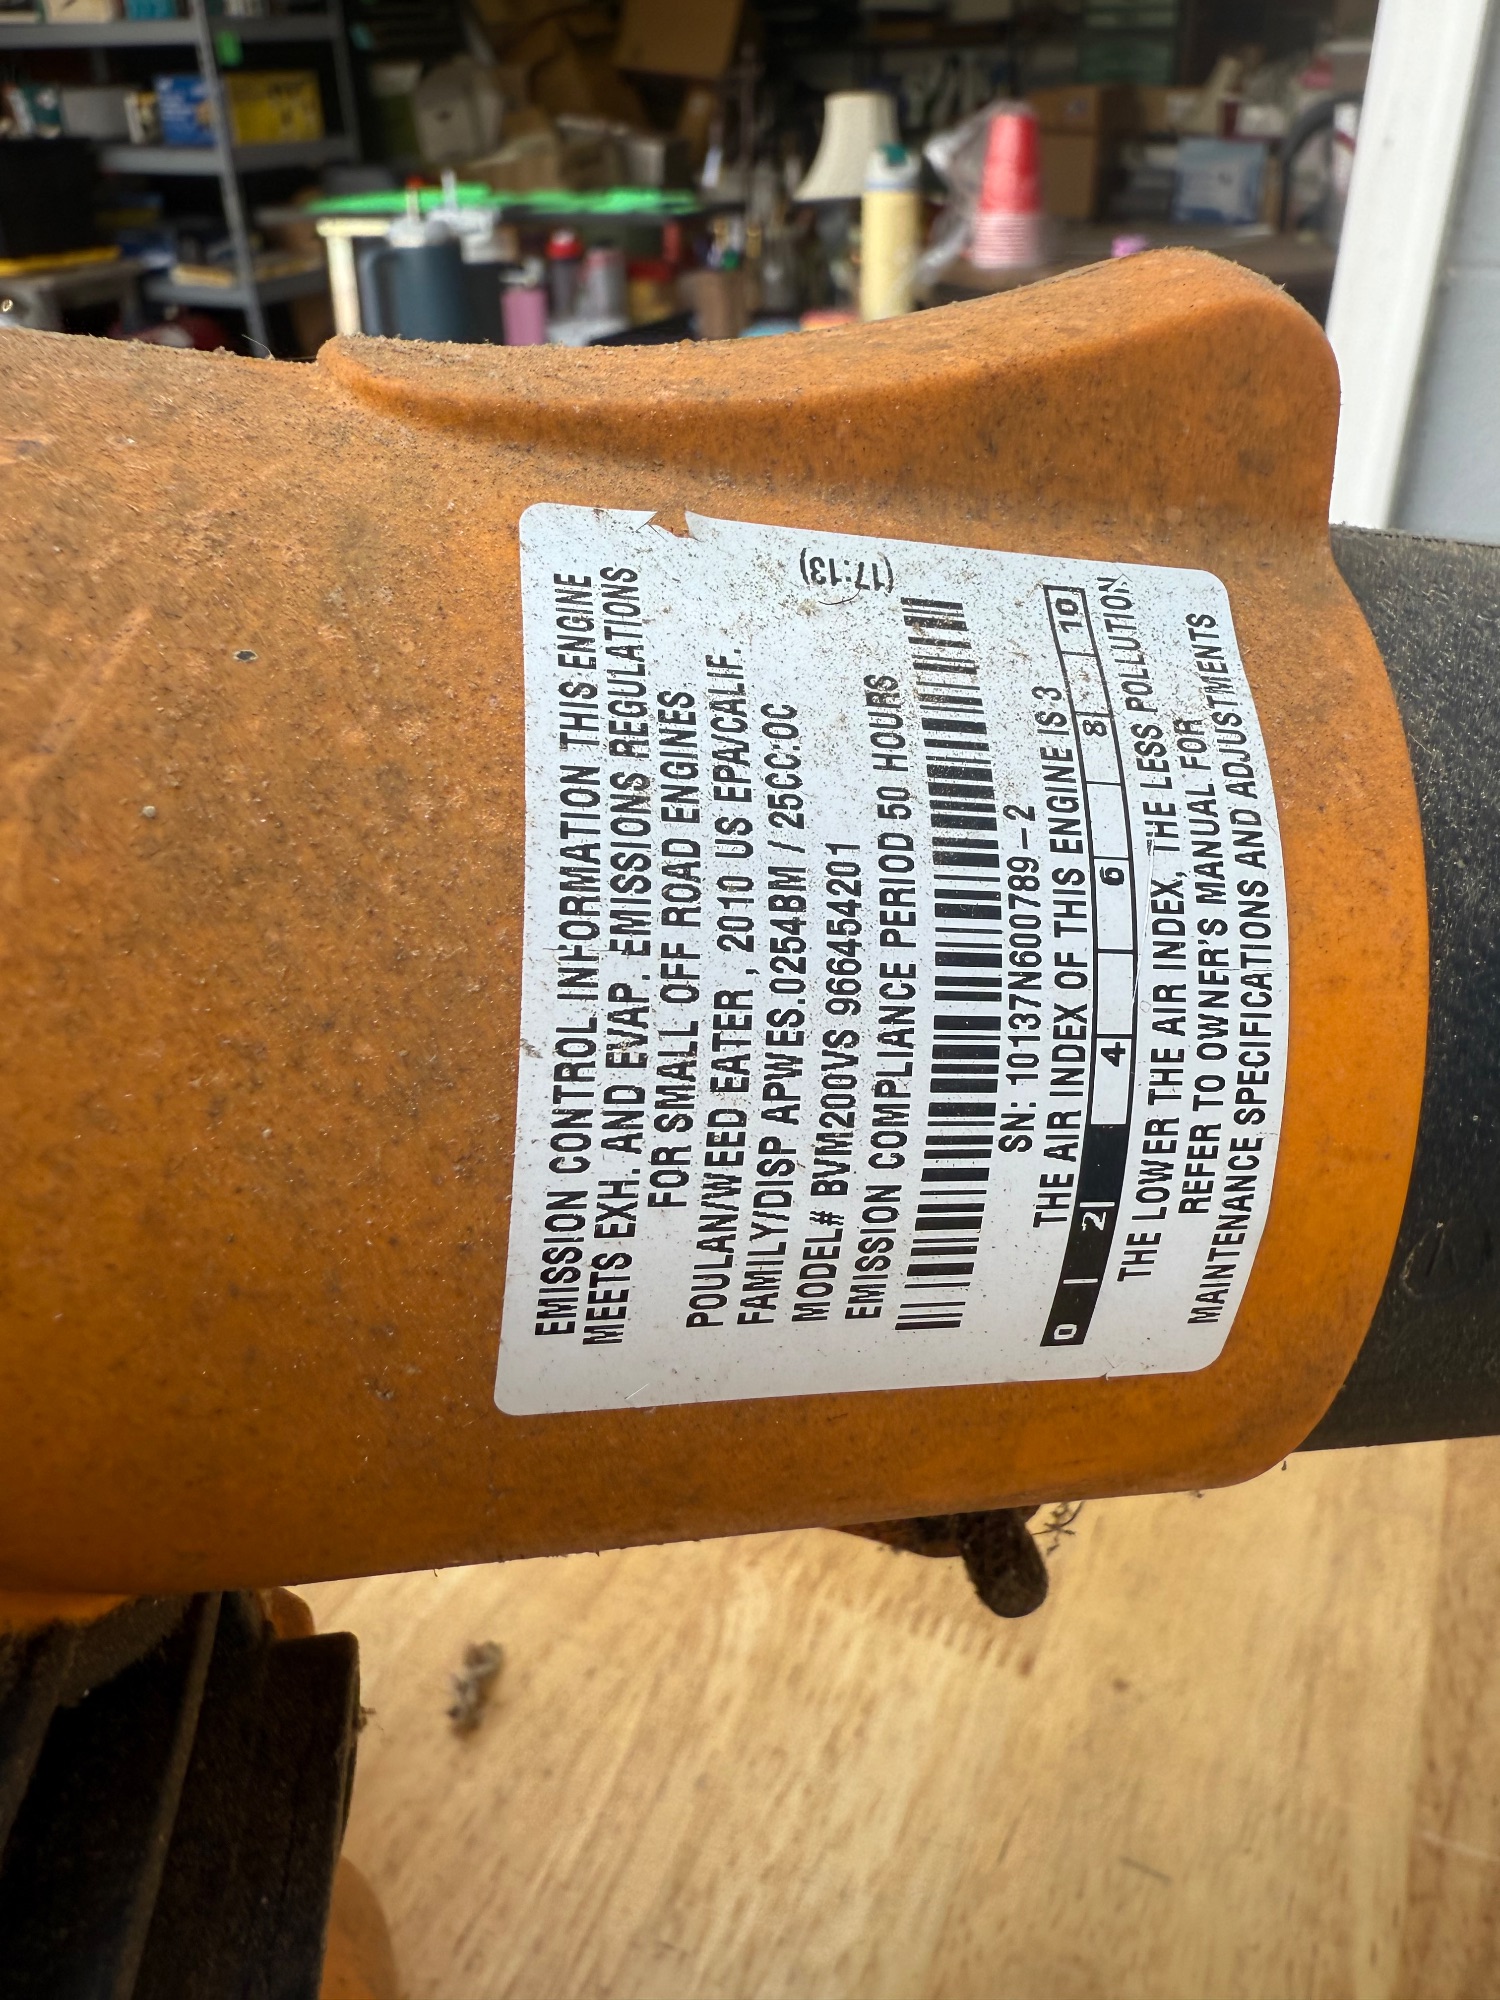 EMISSION CONTROL INFORMATION THIS ENGINE
MEETS EXH. AND EVAP. EMISSIONS REGULATIONS
FOR SMALL OFF ROAD ENGINES
POULAN/WEED EATER, 2010 US EPA/CALIF.
FAMILY/DISP APWES.0254BM / 25CC:0C
MODEL# BVM200VS 966454201
EMISSION COMPLIANCE PERIOD 50 HOURS
(17:13)
SN: 10137N600789-2
THE AIR INDEX OF THIS ENGINE IS 3
0 2 4 6 8 10
THE LOWER THE AIR INDEX, THE LESS POLLUTION
REFER TO OWNER'S MANUAL FOR
MAINTENANCE SPECIFICATIONS AND ADJUSTMENTS